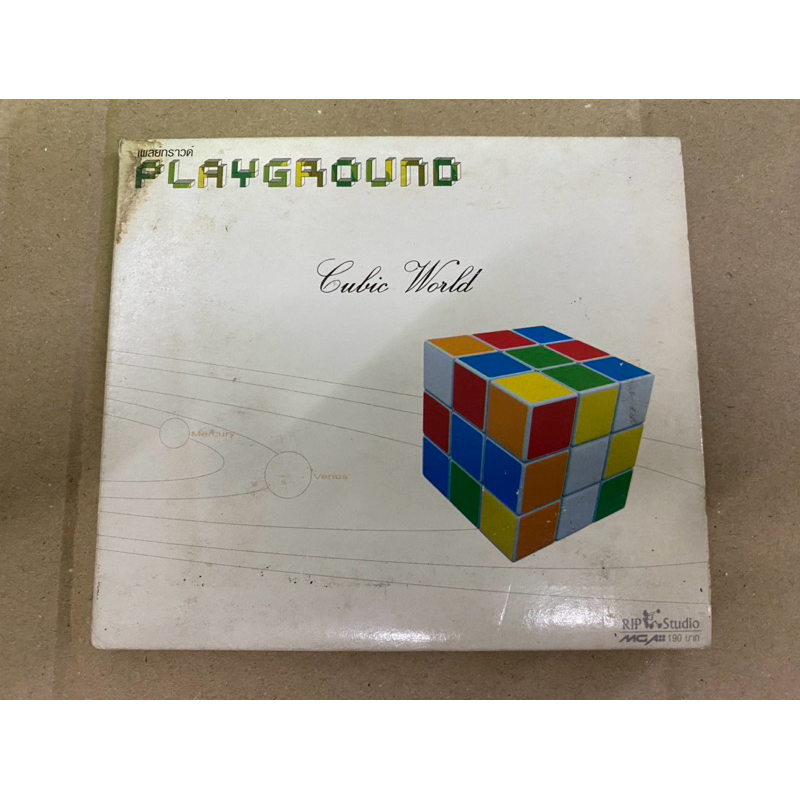 เพลย์กราวด์
PLAYGROUND
Cubic World
Mercury
Venus
RIP Studio
MGA 190 บาท